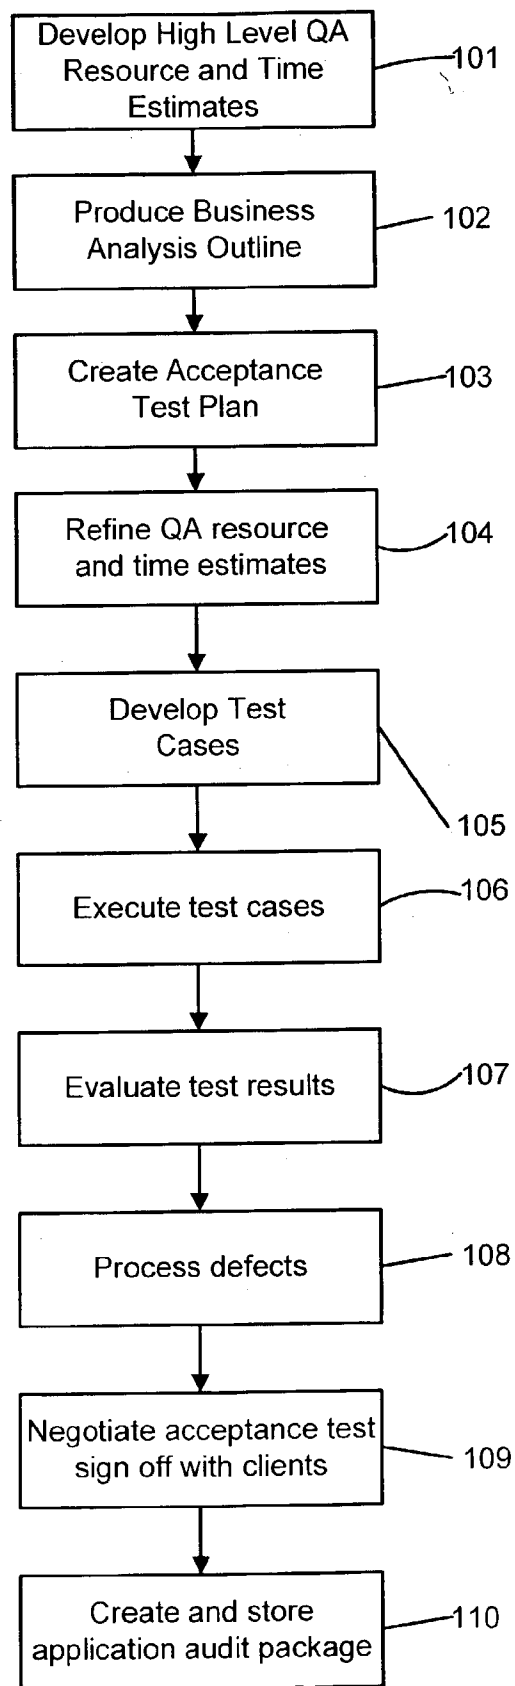 Develop High Level QA
Resource and Time
Estimates
101
Produce Business
Analysis Outline
102
Create Acceptance
Test Plan
103
Refine QA resource
and time estimates
104
Develop Test
Cases
105
Execute test cases
106
Evaluate test results
107
Process defects
108
Negotiate acceptance test
sign off with clients
109
Create and store
application audit package
110